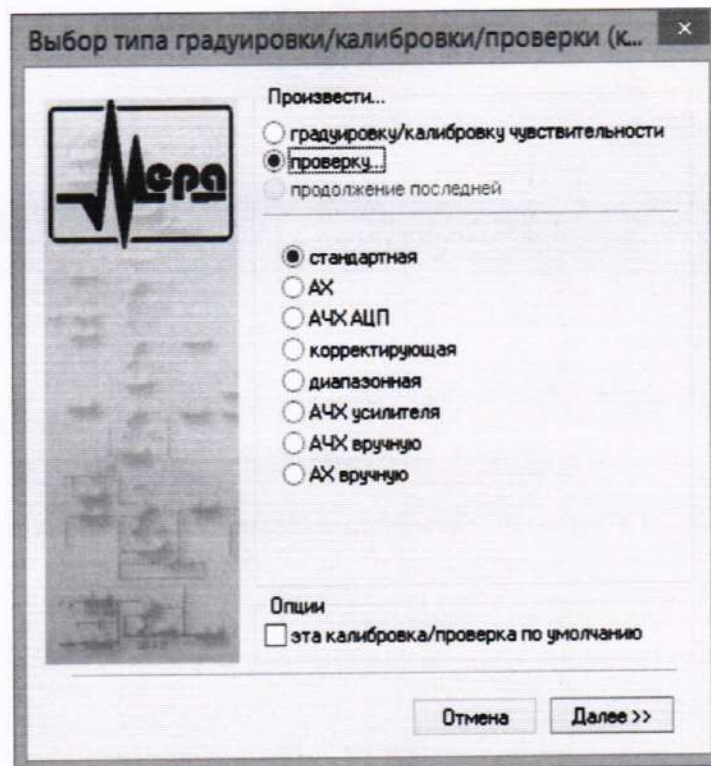 Выбор типа градуировки/калибровки/проверки (к...
Мера
Произвести...
градуировку/калибровку чувствительности
проверку...
продолжение последней
стандартная
АХ
АЧХ АЦП
корректирующая
диапазонная
АЧХ усилителя
АЧХ вручную
АХ вручную
Опции
эта калибровка/проверка по умолчанию
Отмена
Далее >>